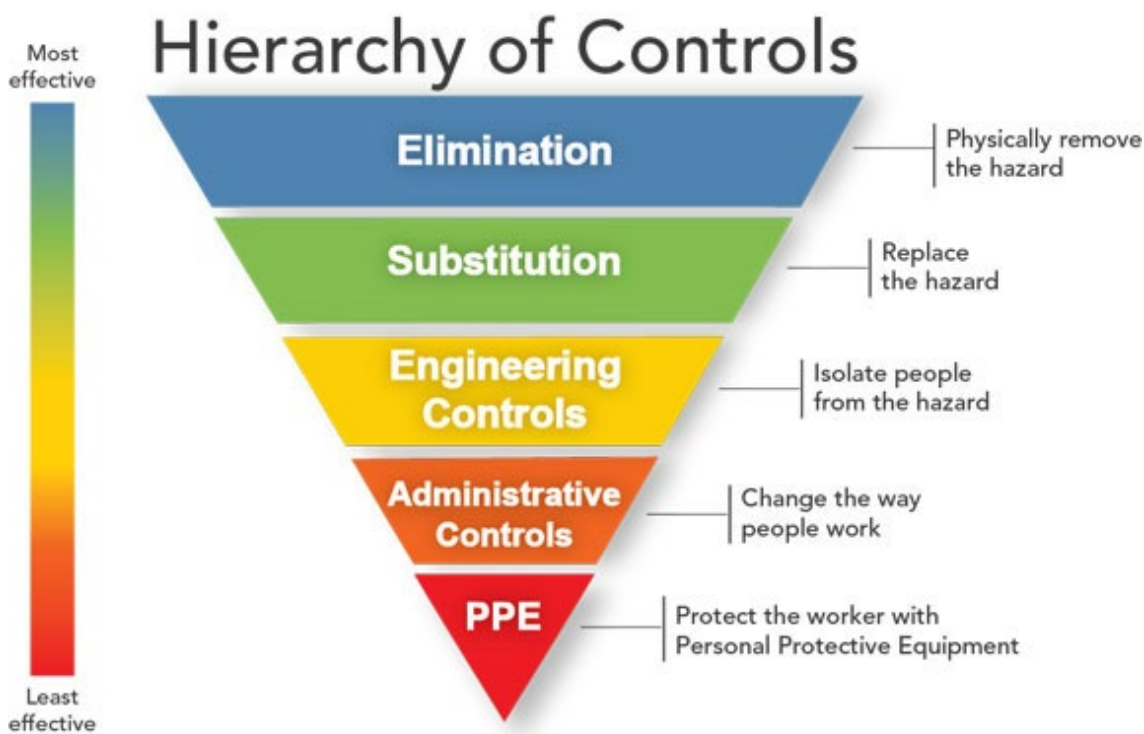 Hierarchy of Controls
Most
effective
Elimination
Physically remove
the hazard
Substitution
Replace
the hazard
Engineering
Controls
Isolate people
from the hazard
Administrative
Controls
Change the way
people work
PPE
Protect the worker with
Personal Protective Equipment
Least
effective